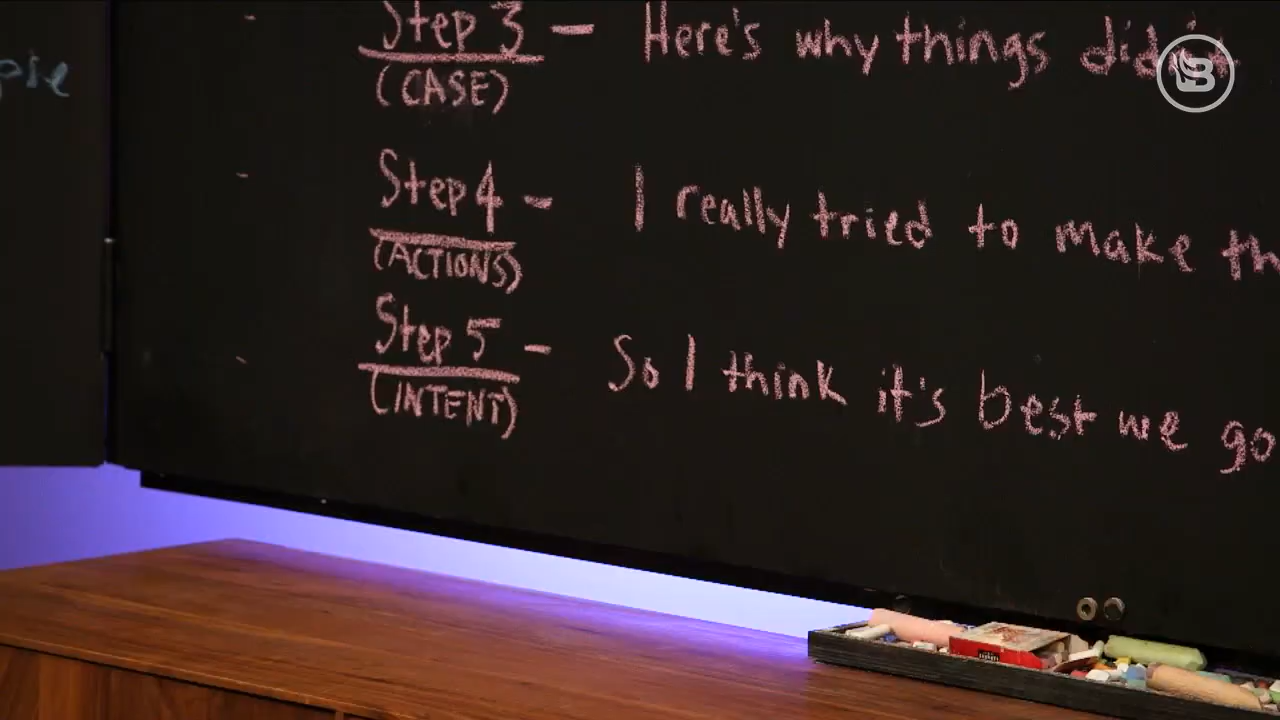 Step 3 — Here's why things didn't
(CASE)
Step 4 - I really tried to make th
(ACTIONS)
Step 5 - So I think it's best we go
(INTENT)
B